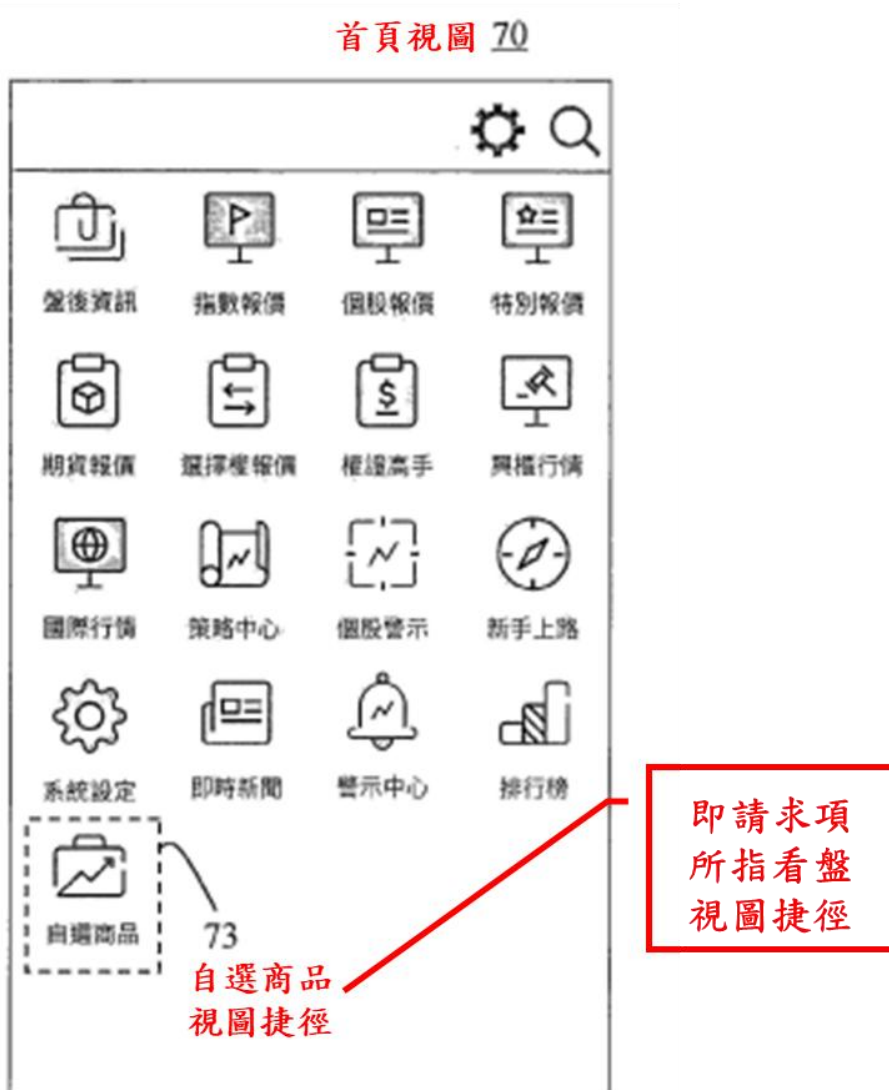 首頁視圖 70
盤後資訊 指數報價 個股報價 特別報價
期貨報價 選擇權報價 權證高手 興櫃行情
國際行情 策略中心 個股警示 新手上路
系統設定 即時新聞 警示中心 排行榜
自選商品
73
自選商品
視圖捷徑
即請求項
所指看盤
視圖捷徑